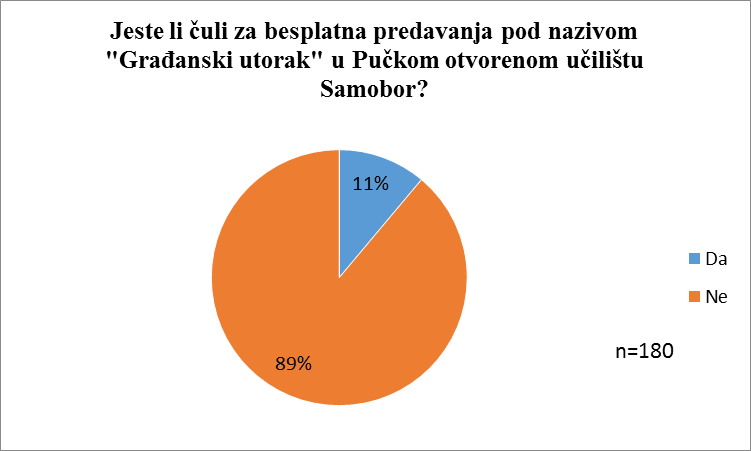 Jeste li čuli za besplatna predavanja pod nazivom
"Građanski utorak" u Pučkom otvorenom učilištu
Samobor?
11%
89%
Da
Ne
n=180